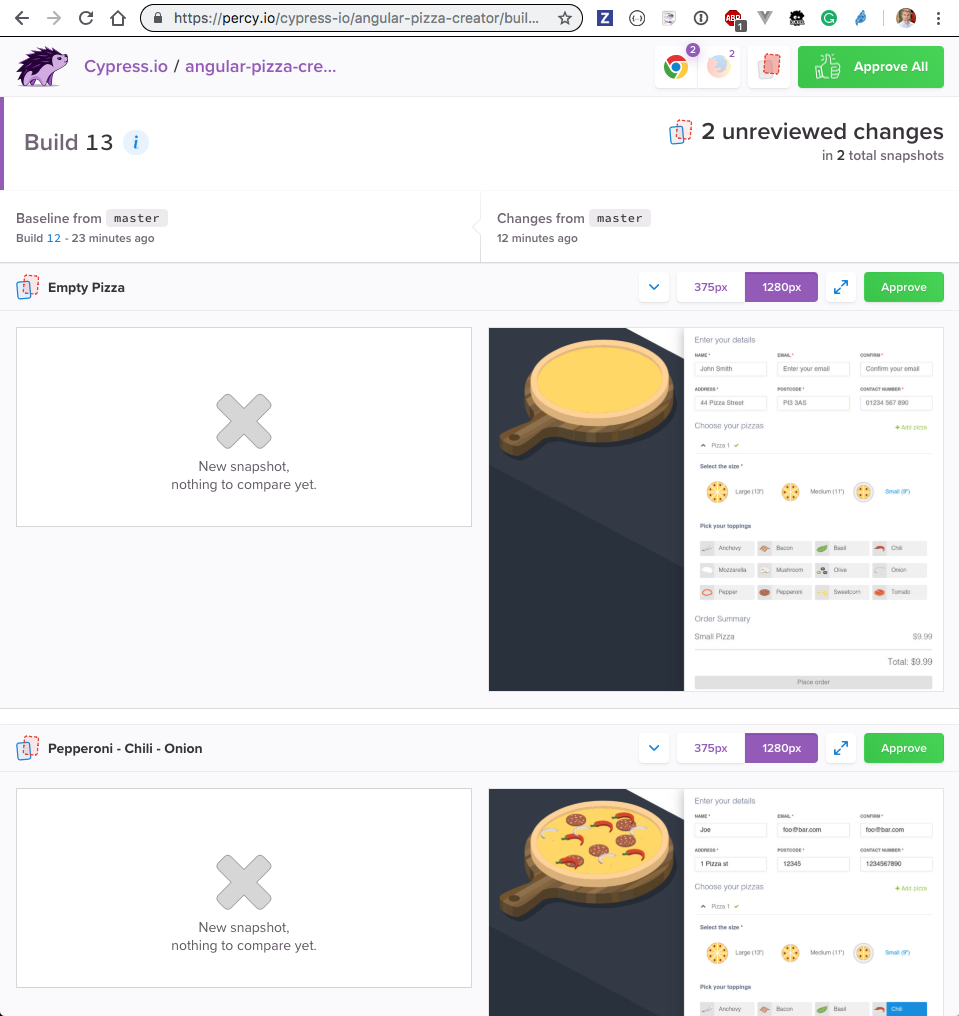 https://percy.io/cypress-io/angular-pizza-creator/buil...
Z
ABP
1
Cypress.io / angular-pizza-cre...
2
2
Approve All
Build 13 i
2 unreviewed changes
in 2 total snapshots
Baseline from master
Build 12 - 23 minutes ago
Changes from master
12 minutes ago
Empty Pizza
375px
1280px
Approve
New snapshot,
nothing to compare yet.
Enter your details
NAME *
EMAIL *
CONFIRM *
John Smith
Enter your email
Confirm your email
ADDRESS *
POSTCODE *
CONTACT NUMBER *
44 Pizza Street
PI3 3AS
01234 567 890
Choose your pizzas
+ Add pizza
Pizza 1
Select the size *
Large (13")
Medium (11")
Small (9")
Pick your toppings
Anchovy
Bacon
Basil
Chili
Mozzarella
Mushroom
Olive
Onion
Pepper
Pepperoni
Sweetcorn
Tomato
Order Summary
Small Pizza
$9.99
Total: $9.99
Place order
Pepperoni - Chili - Onion
375px
1280px
Approve
New snapshot,
nothing to compare yet.
Enter your details
NAME *
EMAIL *
CONFIRM *
Joe
foo@bar.com
foo@bar.com
ADDRESS *
POSTCODE *
CONTACT NUMBER *
1 Pizza st
12345
1234567890
Choose your pizzas
+ Add pizza
Pizza 1
Select the size *
Large (13")
Medium (11")
Small (9")
Pick your toppings
Anchovy
Bacon
Basil
Chili